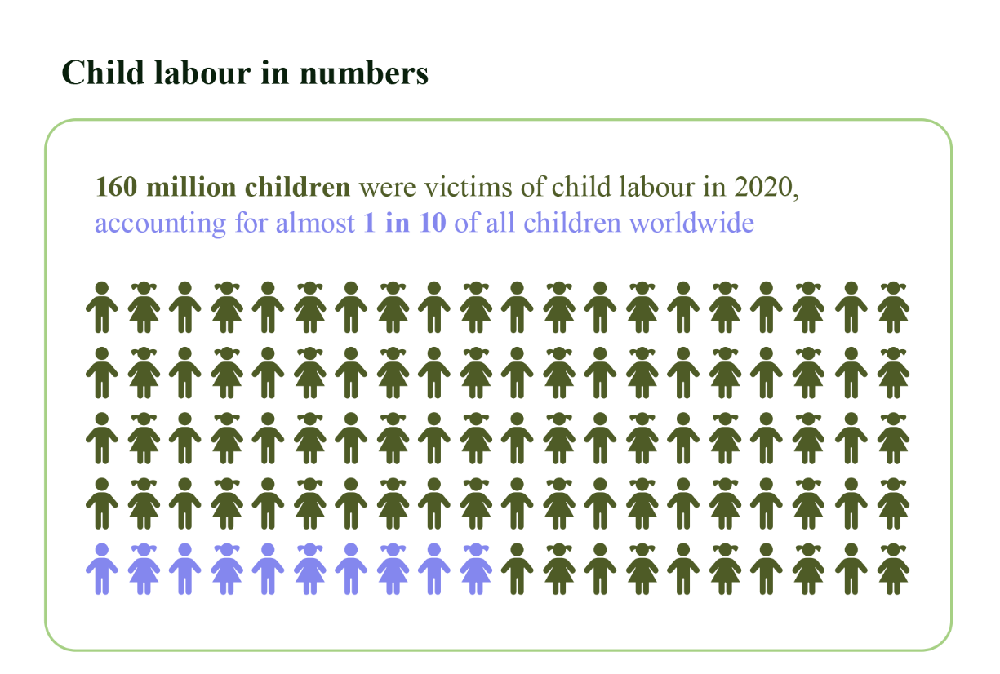 Child labour in numbers
160 million children were victims of child labour in 2020,
accounting for almost 1 in 10 of all children worldwide